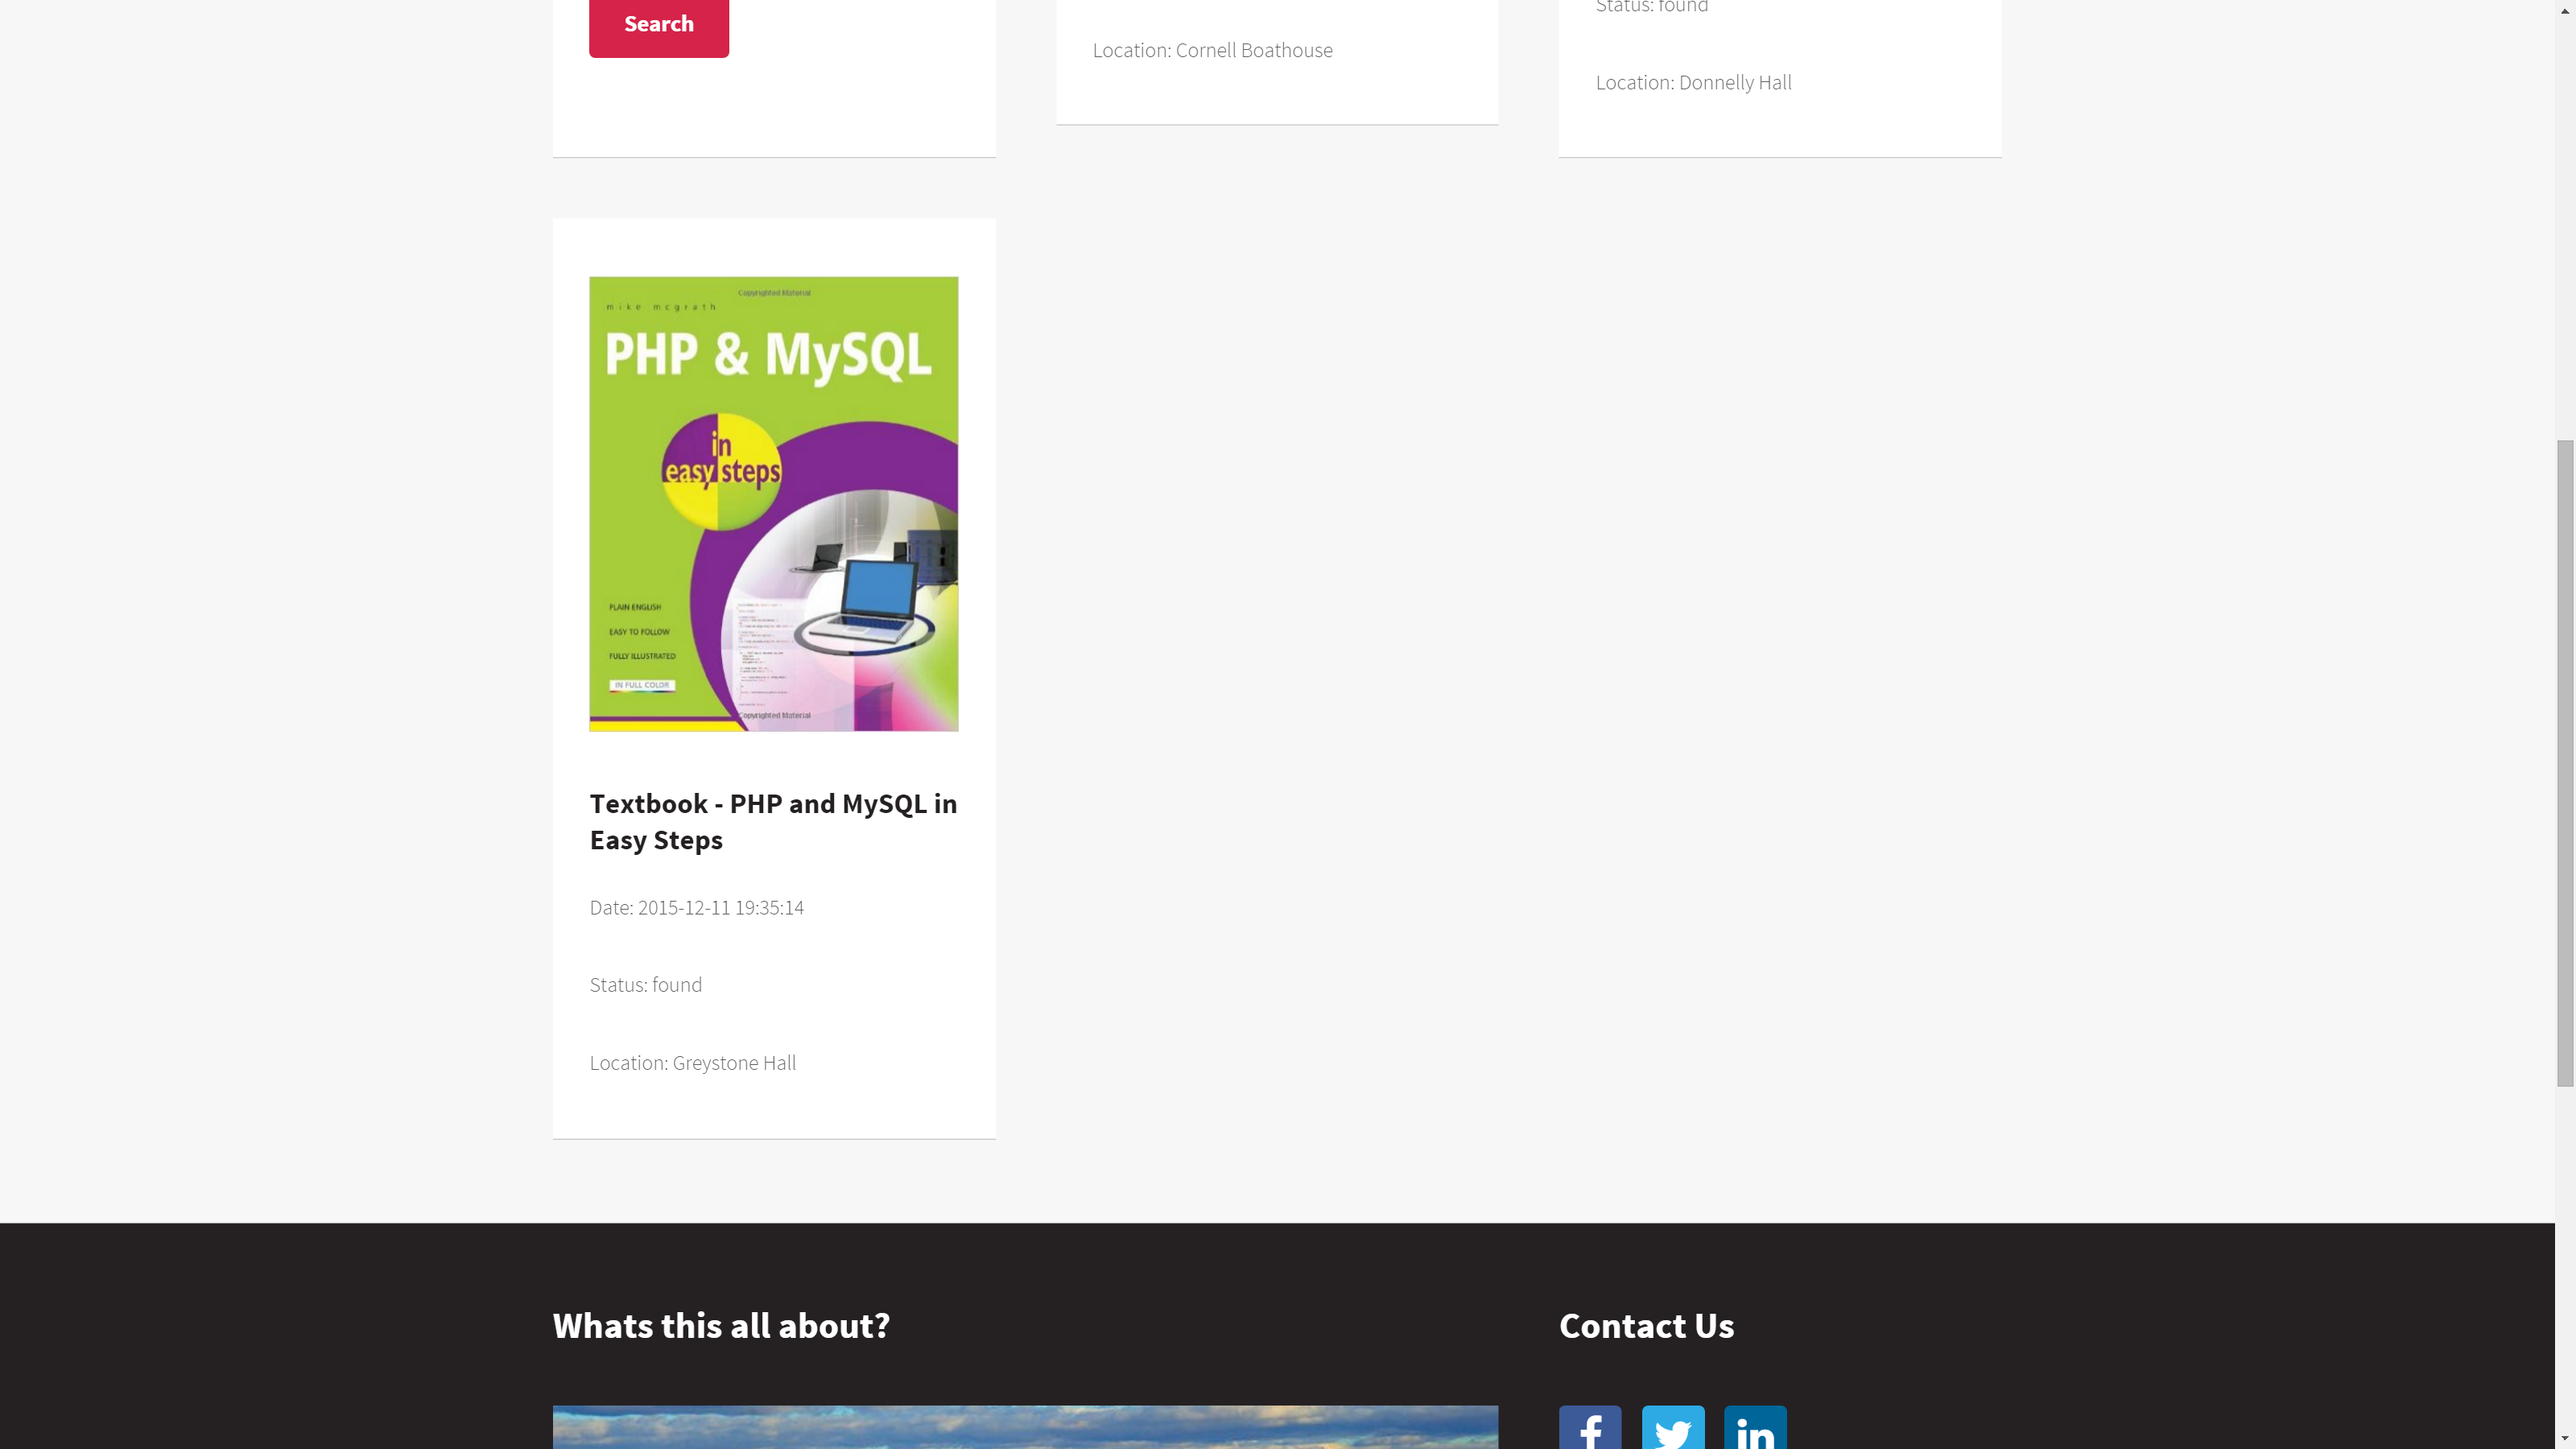 Search
Location: Cornell Boathouse
Status: found
Location: Donnelly Hall
Copyrighted Material
mike mcgrath
PHP & MySQL
in
easy steps
PLAIN ENGLISH
EASY TO FOLLOW
FULLY ILLUSTRATED
IN FULL COLOR
Copyrighted Material
Textbook - PHP and MySQL in
Easy Steps
Date: 2015-12-11 19:35:14
Status: found
Location: Greystone Hall
Whats this all about?
Contact Us